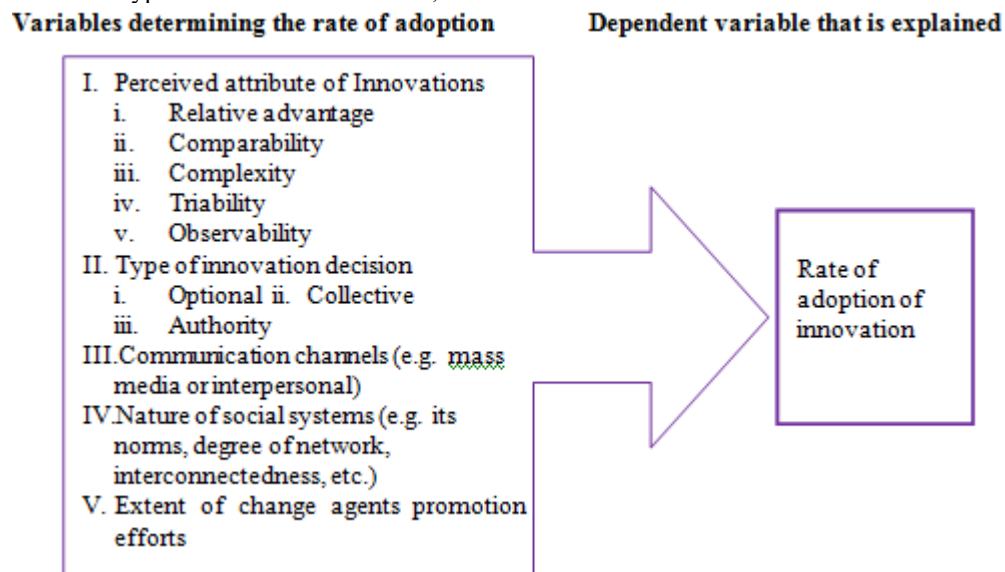 Variables determining the rate of adoption Dependent variable that is explained
I. Perceived attribute of Innovations
i. Relative advantage
ii. Comparability
iii. Complexity
iv. Triability
v. Observability
II. Type of innovation decision
i. Optional ii. Collective
iii. Authority
III.Communication channels (e.g. mass
media or interpersonal)
IV.Nature of social systems (e.g. its
norms, degree of network,
interconnectedness, etc.)
V. Extent of change agents promotion
efforts
Rate of
adoption of
innovation